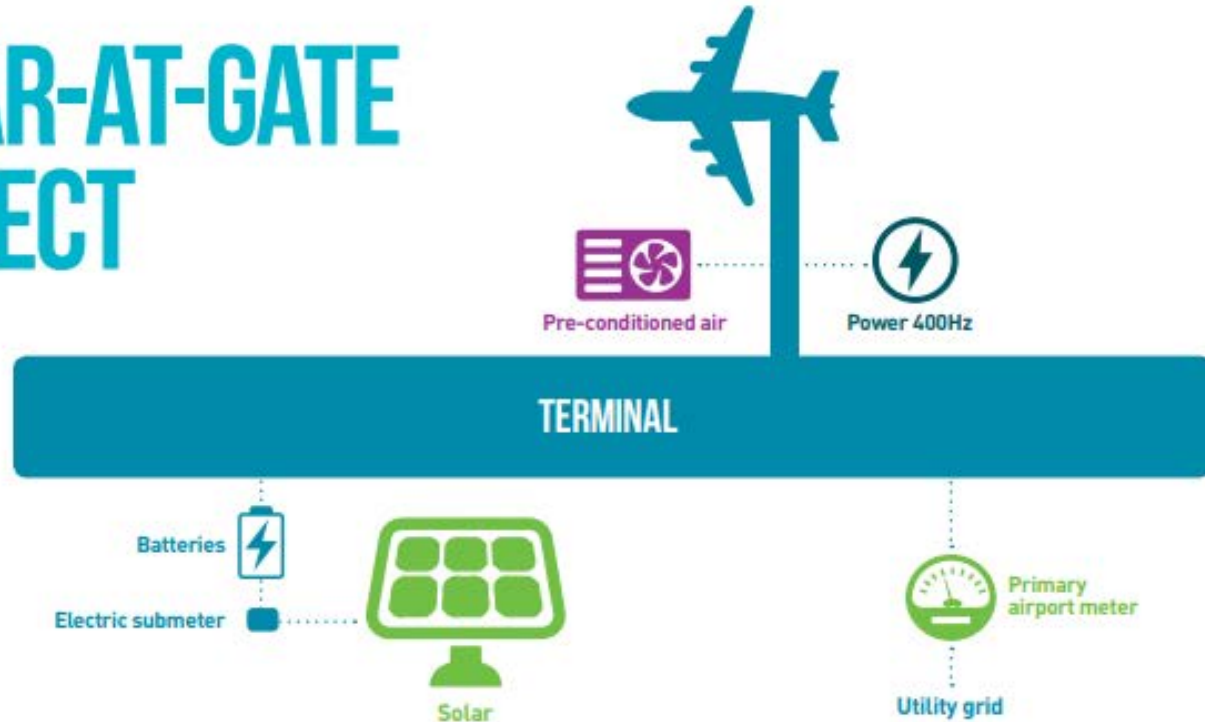 AR-AT-GATE
ECT
Pre-conditioned air
Power 400Hz
TERMINAL
Batteries
Electric submeter
Solar
Primary
airport meter
Utility grid